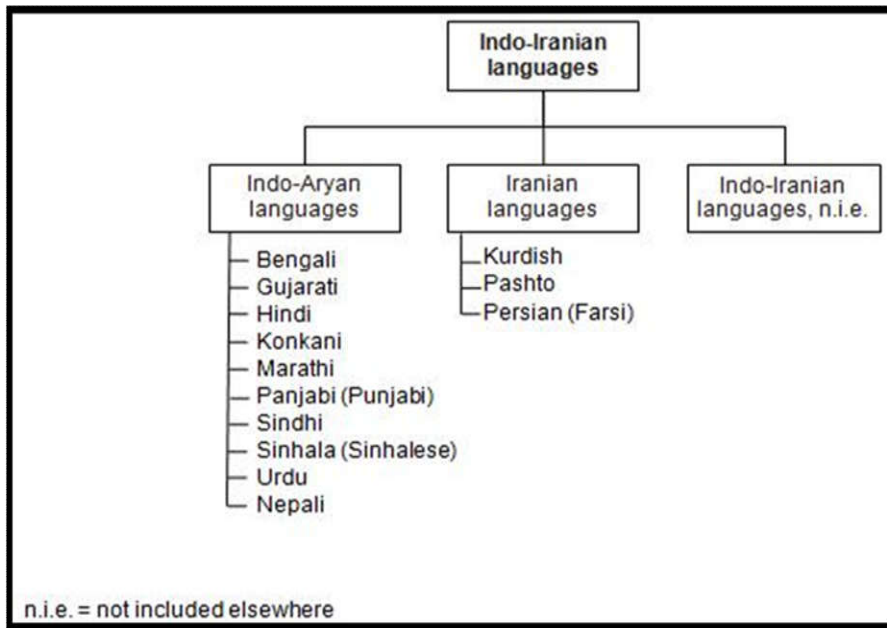 Indo-Iranian
languages
Indo-Aryan
languages
Iranian
languages
Indo-Iranian
languages, n.i.e.
Bengali
Gujarati
Hindi
Konkani
Marathi
Panjabi (Punjabi)
Sindhi
Sinhala (Sinhalese)
Urdu
Nepali
Kurdish
Pashto
Persian (Farsi)
n.i.e. = not included elsewhere